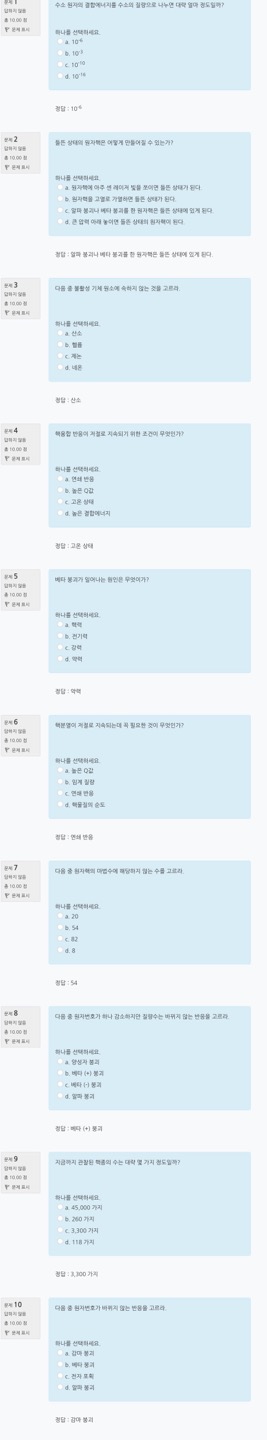 문제 1
답하지 않음
총 10.00 점
문제 표시
수소 원자의 결합에너지를 수소의 질량으로 나누면 대략 얼마 정도일까?
하나를 선택하세요.
a. 10-6
b. 10-3
c. 10-10
d. 10-16
정답 : 10-6
문제 2
답하지 않음
총 10.00 점
문제 표시
들뜬 상태의 원자핵은 어떻게 만들어질 수 있는가?
하나를 선택하세요.
a. 원자핵에 아주 센 레이저 빛을 쪼이면 들뜬 상태가 된다.
b. 원자핵을 고열로 가열하면 들뜬 상태가 된다.
c. 알파 붕괴나 베타 붕괴를 한 원자핵은 들뜬 상태에 있게 된다.
d. 큰 압력 아래 놓이면 들뜬 상태의 원자핵이 된다.
정답 : 알파 붕괴나 베타 붕괴를 한 원자핵은 들뜬 상태에 있게 된다.
문제 3
답하지 않음
총 10.00 점
문제 표시
다음 중 불활성 기체 원소에 속하지 않는 것을 고르라.
하나를 선택하세요.
a. 산소
b. 헬륨
c. 제논
d. 네온
정답 : 산소
문제 4
답하지 않음
총 10.00 점
문제 표시
핵융합 반응이 저절로 지속되기 위한 조건이 무엇인가?
하나를 선택하세요.
a. 연쇄 반응
b. 높은 Q값
c. 고온 상태
d. 높은 결합에너지
정답 : 고온 상태
문제 5
답하지 않음
총 10.00 점
문제 표시
베타 붕괴가 일어나는 원인은 무엇이가?
하나를 선택하세요.
a. 핵력
b. 전기력
c. 강력
d. 약력
정답 : 약력
문제 6
답하지 않음
총 10.00 점
문제 표시
핵분열이 저절로 지속되는데 꼭 필요한 것이 무엇인가?
하나를 선택하세요.
a. 높은 Q값
b. 임계 질량
c. 연쇄 반응
d. 핵물질의 순도
정답 : 연쇄 반응
문제 7
답하지 않음
총 10.00 점
문제 표시
다음 중 원자핵의 마법수에 해당하지 않는 수를 고르라.
하나를 선택하세요.
a. 20
b. 54
c. 82
d. 8
정답 : 54
문제 8
답하지 않음
총 10.00 점
문제 표시
다음 중 원자번호가 하나 감소하지만 질량수는 바뀌지 않는 반응을 고르라.
하나를 선택하세요.
a. 양성자 붕괴
b. 베타 (+) 붕괴
c. 베타 (-) 붕괴
d. 알파 붕괴
정답 : 베타 (+) 붕괴
문제 9
답하지 않음
총 10.00 점
문제 표시
지금까지 관찰된 핵종의 수는 대략 몇 가지 정도일까?
하나를 선택하세요.
a. 45,000 가지
b. 260 가지
c. 3,300 가지
d. 118 가지
정답 : 3,300 가지
문제 10
답하지 않음
총 10.00 점
문제 표시
다음 중 원자번호가 바뀌지 않는 반응을 고르라.
하나를 선택하세요.
a. 감마 붕괴
b. 베타 붕괴
c. 전자 포획
d. 알파 붕괴
정답 : 감마 붕괴